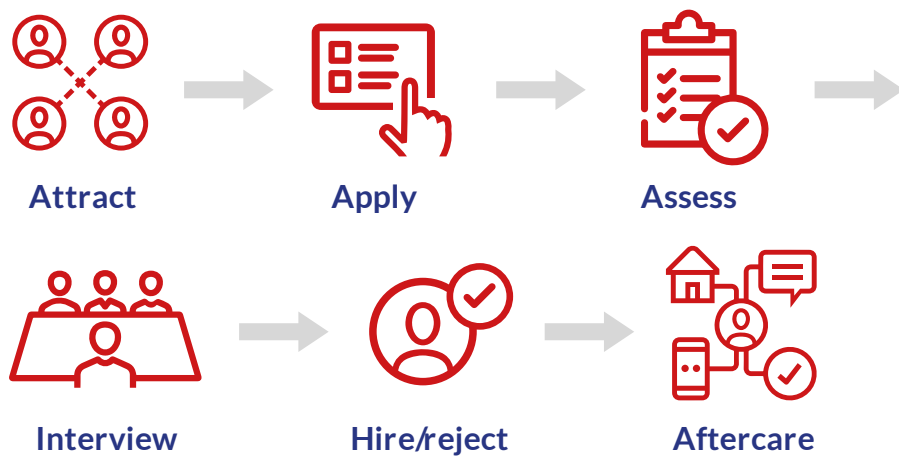 Attract
Apply
Assess
Interview
Hire/reject
Aftercare